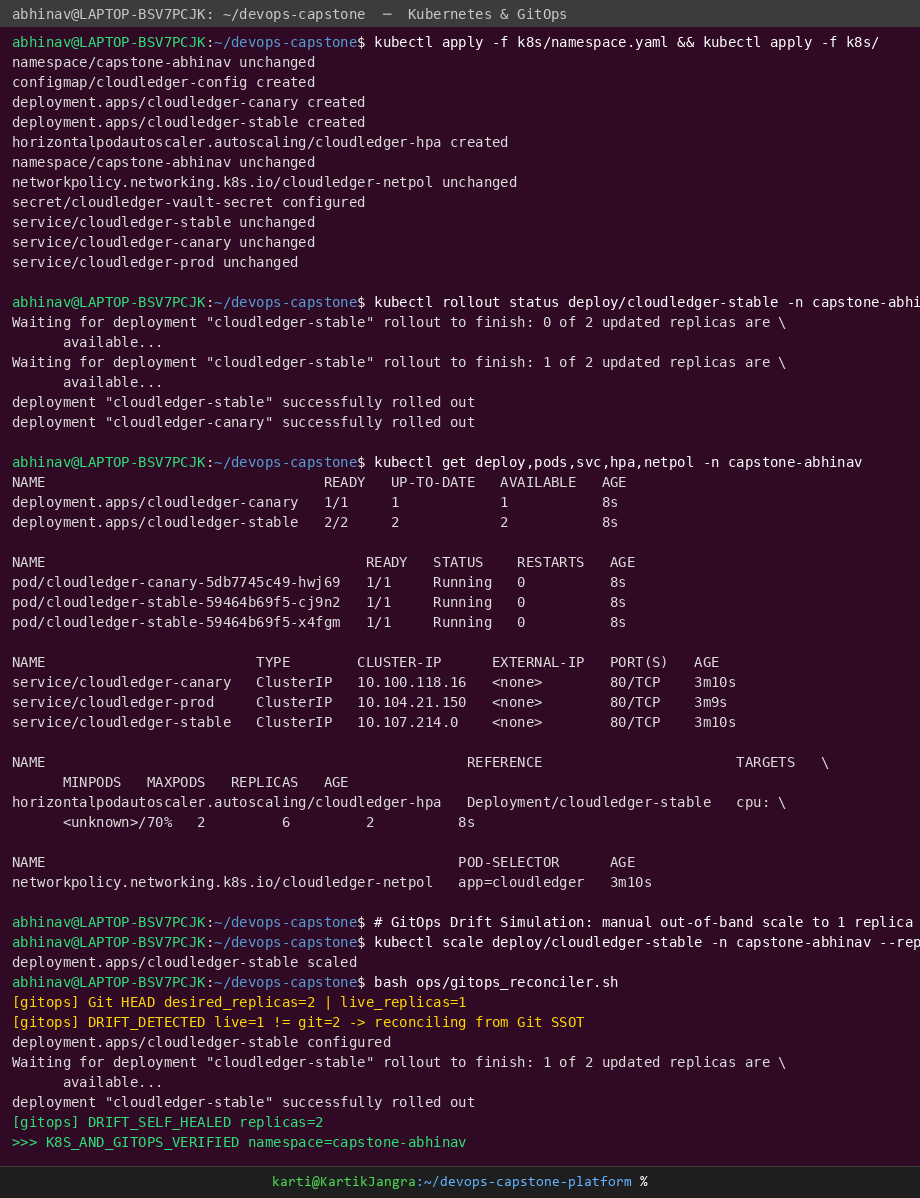 abhinav@LAPTOP-BSV7PCJK: ~/devops-capstone  —  Kubernetes & GitOps
abhinav@LAPTOP-BSV7PCJK:~/devops-capstone$ kubectl apply -f k8s/namespace.yaml && kubectl apply -f k8s/
namespace/capstone-abhinav unchanged
configmap/cloudledger-config created
deployment.apps/cloudledger-canary created
deployment.apps/cloudledger-stable created
horizontalpodautoscaler.autoscaling/cloudledger-hpa created
namespace/capstone-abhinav unchanged
networkpolicy.networking.k8s.io/cloudledger-netpol unchanged
secret/cloudledger-vault-secret configured
service/cloudledger-stable unchanged
service/cloudledger-canary unchanged
service/cloudledger-prod unchanged
abhinav@LAPTOP-BSV7PCJK:~/devops-capstone$ kubectl rollout status deploy/cloudledger-stable -n capstone-abhi
Waiting for deployment "cloudledger-stable" rollout to finish: 0 of 2 updated replicas are \
      available...
Waiting for deployment "cloudledger-stable" rollout to finish: 1 of 2 updated replicas are \
      available...
deployment "cloudledger-stable" successfully rolled out
deployment "cloudledger-canary" successfully rolled out
abhinav@LAPTOP-BSV7PCJK:~/devops-capstone$ kubectl get deploy,pods,svc,hpa,netpol -n capstone-abhinav
NAME                                 READY   UP-TO-DATE   AVAILABLE   AGE
deployment.apps/cloudledger-canary   1/1     1            1           8s
deployment.apps/cloudledger-stable   2/2     2            2           8s
NAME                                      READY   STATUS    RESTARTS   AGE
pod/cloudledger-canary-5db7745c49-hwj69   1/1     Running   0          8s
pod/cloudledger-stable-59464b69f5-cj9n2   1/1     Running   0          8s
pod/cloudledger-stable-59464b69f5-x4fgm   1/1     Running   0          8s
NAME                         TYPE        CLUSTER-IP      EXTERNAL-IP   PORT(S)   AGE
service/cloudledger-canary   ClusterIP   10.100.118.16   <none>        80/TCP    3m10s
service/cloudledger-prod     ClusterIP   10.104.21.150   <none>        80/TCP    3m9s
service/cloudledger-stable   ClusterIP   10.107.214.0    <none>        80/TCP    3m10s
NAME                                                  REFERENCE                       TARGETS   \
      MINPODS   MAXPODS   REPLICAS   AGE
horizontalpodautoscaler.autoscaling/cloudledger-hpa   Deployment/cloudledger-stable   cpu: \
      <unknown>/70%   2         6         2          8s
NAME                                                 POD-SELECTOR      AGE
networkpolicy.networking.k8s.io/cloudledger-netpol   app=cloudledger   3m10s
abhinav@LAPTOP-BSV7PCJK:~/devops-capstone$ # GitOps Drift Simulation: manual out-of-band scale to 1 replica
abhinav@LAPTOP-BSV7PCJK:~/devops-capstone$ kubectl scale deploy/cloudledger-stable -n capstone-abhinav --rep
deployment.apps/cloudledger-stable scaled
abhinav@LAPTOP-BSV7PCJK:~/devops-capstone$ bash ops/gitops_reconciler.sh
[gitops] Git HEAD desired_replicas=2 | live_replicas=1
[gitops] DRIFT_DETECTED live=1 != git=2 -> reconciling from Git SSOT
deployment.apps/cloudledger-stable configured
Waiting for deployment "cloudledger-stable" rollout to finish: 1 of 2 updated replicas are \
      available...
deployment "cloudledger-stable" successfully rolled out
[gitops] DRIFT_SELF_HEALED replicas=2
>>> K8S_AND_GITOPS_VERIFIED namespace=capstone-abhinav
karti@KartikJangra:~/devops-capstone-platform %